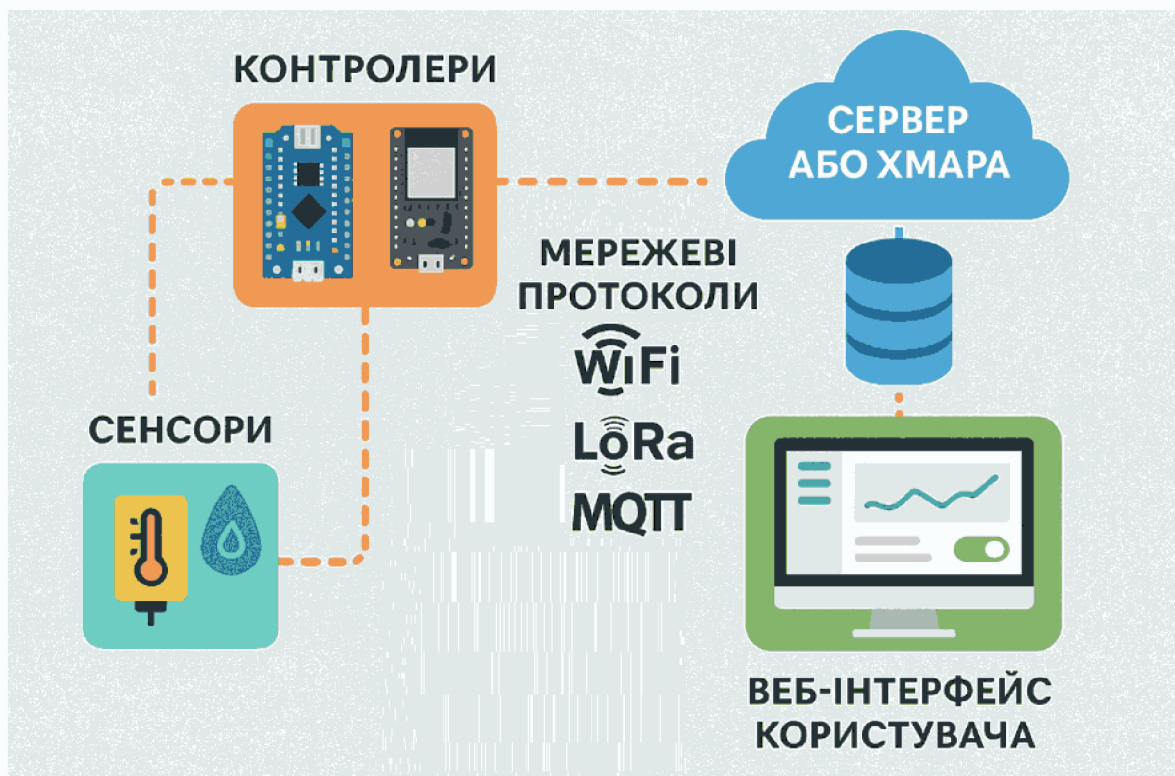 КОНТРОЛЕРИ
СЕРВЕР
АБО ХМАРА
МЕРЕЖЕВІ
ПРОТОКОЛИ
WiFi
LoRa
MQTT
СЕНСОРИ
ВЕБ-ІНТЕРФЕЙС
КОРИСТУВАЧА